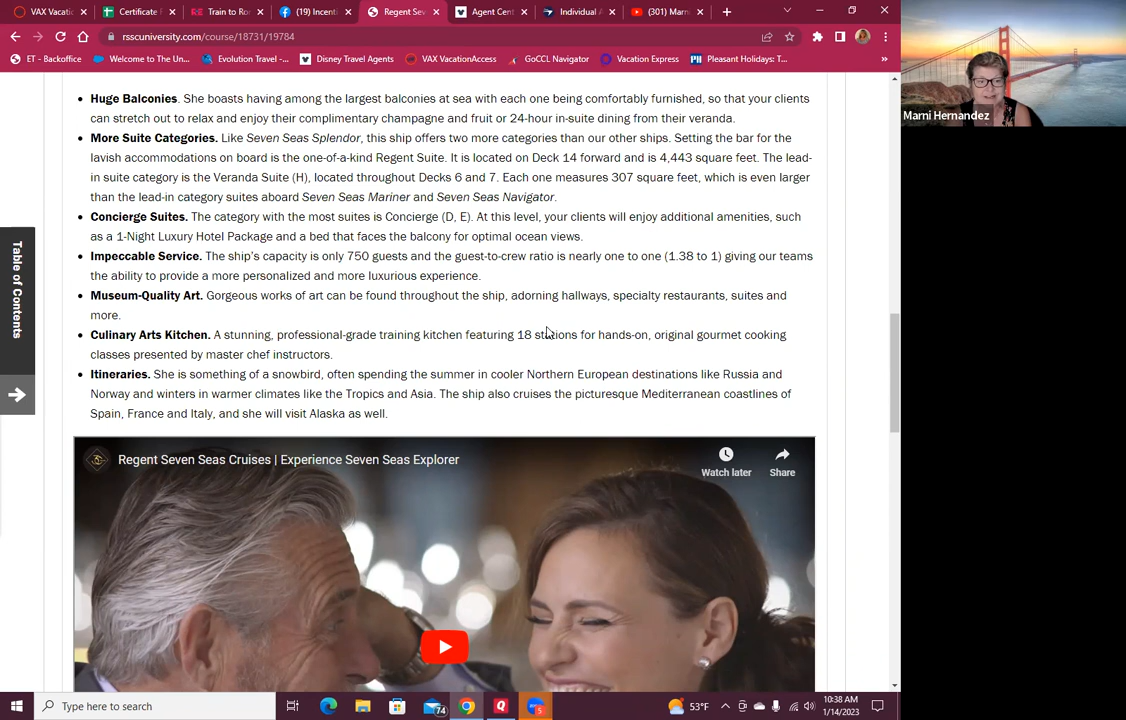 VAX Vacatio
Certificate
Train to Ro
(19) Incenti
Regent Sev
Agent Cent
Individual
(301) Marn
rsscuniversity.com/course/18731/19784
ET - Backoffice
Welcome to The Un...
Evolution Travel -...
Disney Travel Agents
VAX VacationAccess
GoCCL Navigator
Vacation Express
Pleasant Holidays: T...
»
Huge Balconies. She boasts having among the largest balconies at sea with each one being comfortably furnished, so that your clients
can stretch out to relax and enjoy their complimentary champagne and fruit or 24-hour in-suite dining from their veranda.
More Suite Categories. Like Seven Seas Splendor, this ship offers two more categories than our other ships. Setting the bar for the
lavish accommodations on board is the one-of-a-kind Regent Suite. It is located on Deck 14 forward and is 4,443 square feet. The lead-
in suite category is the Veranda Suite (H), located throughout Decks 6 and 7. Each one measures 307 square feet, which is even larger
than the lead-in category suites aboard Seven Seas Mariner and Seven Seas Navigator.
Concierge Suites. The category with the most suites is Concierge (D, E). At this level, your clients will enjoy additional amenities, such
as a 1-Night Luxury Hotel Package and a bed that faces the balcony for optimal ocean views.
Impeccable Service. The ship's capacity is only 750 guests and the guest-to-crew ratio is nearly one to one (1.38 to 1) giving our teams
the ability to provide a more personalized and more luxurious experience.
Museum-Quality Art. Gorgeous works of art can be found throughout the ship, adorning hallways, specialty restaurants, suites and
more.
Culinary Arts Kitchen. A stunning, professional-grade training kitchen featuring 18 stations for hands-on, original gourmet cooking
classes presented by master chef instructors.
Itineraries. She is something of a snowbird, often spending the summer in cooler Northern European destinations like Russia and
Norway and winters in warmer climates like the Tropics and Asia. The ship also cruises the picturesque Mediterranean coastlines of
Spain, France and Italy, and she will visit Alaska as well.
Table of Contents
Regent Seven Seas Cruises | Experience Seven Seas Explorer
Watch later
Share
Marni Hernandez
Type here to search
74
5
53°F
10:38 AM
1/14/2023